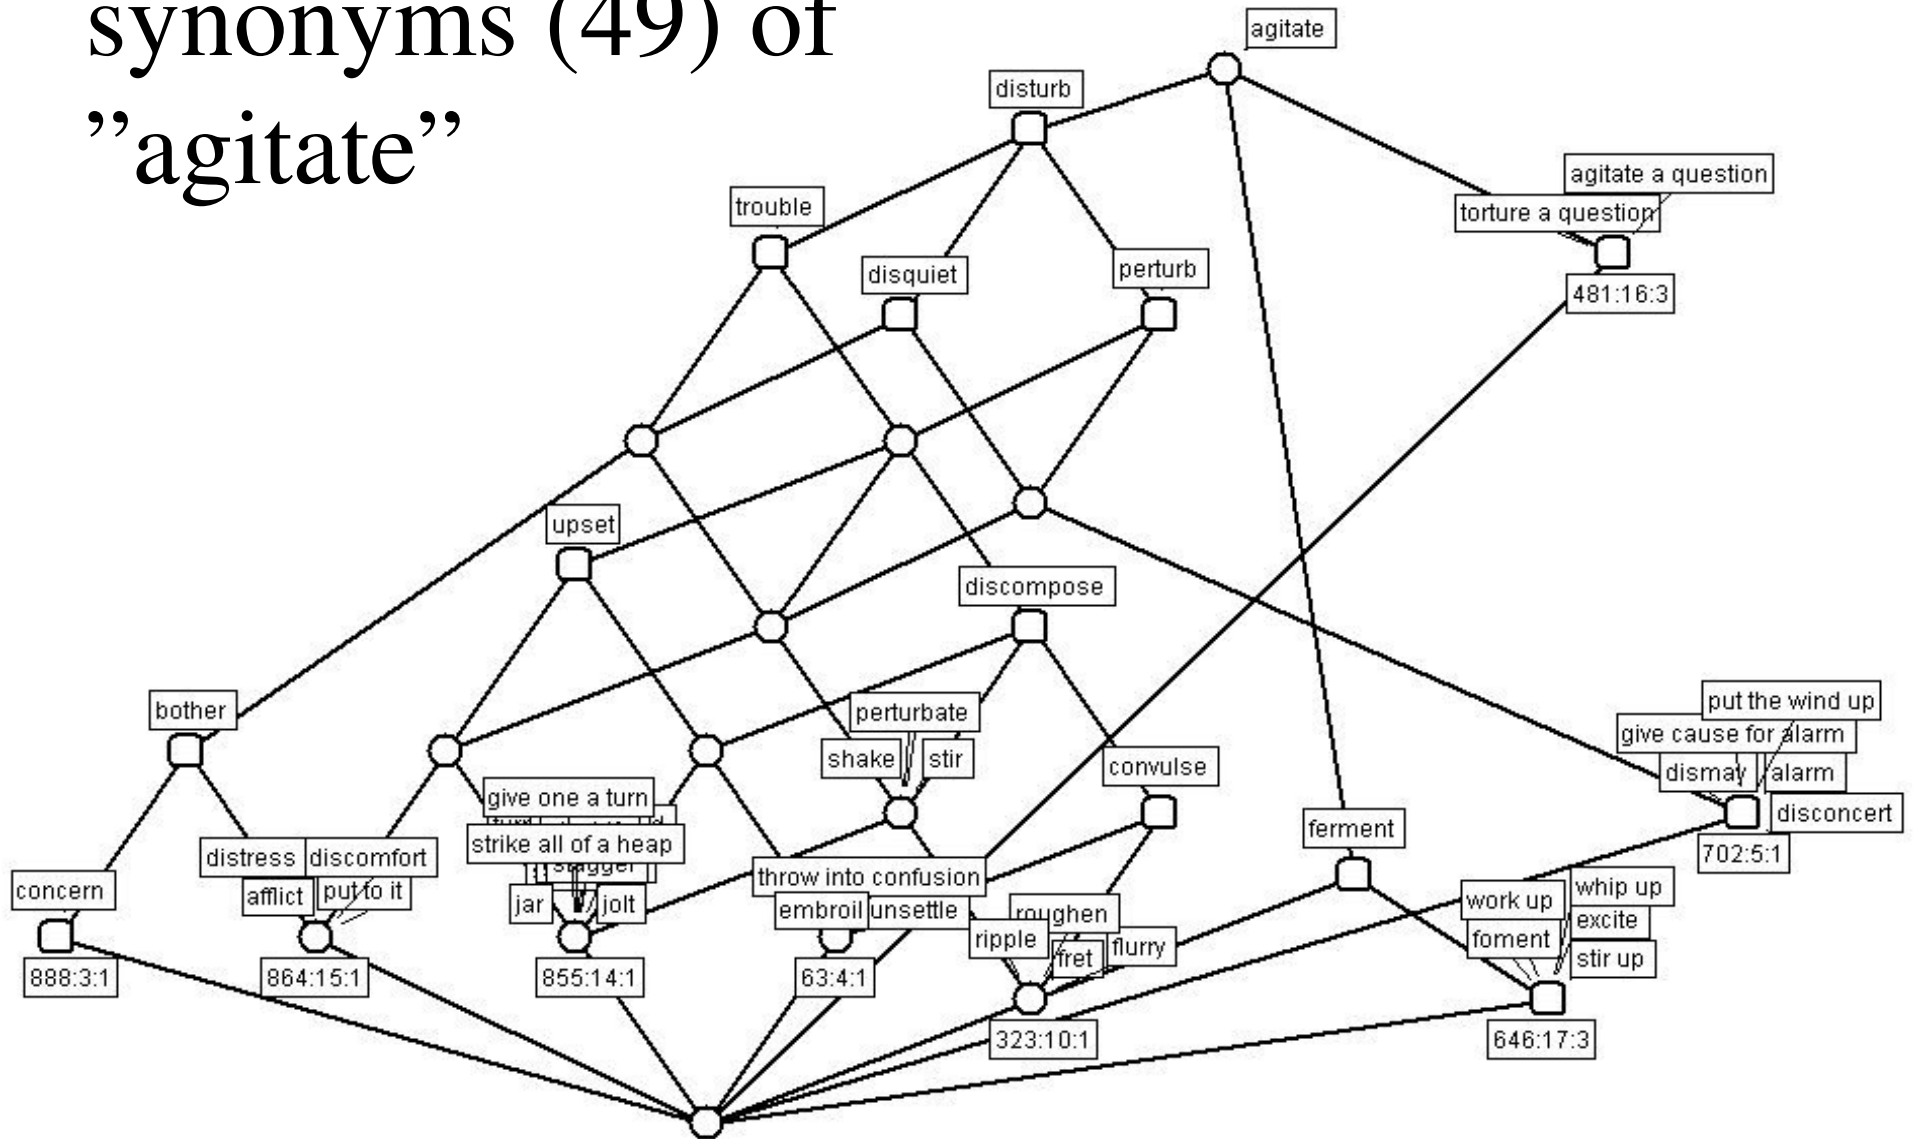 synonyms (49) of
”agitate”
agitate
disturb
agitate a question
torture a question
trouble
disquiet
perturb
481:16:3
upset
discompose
bother
perturbate
put the wind up
give cause for alarm
shake
stir
convulse
dismay
alarm
give one a turn
disconcert
ferment
strike all of a heap
distress
discomfort
702:5:1
stagger
throw into confusion
concern
afflict
put to it
jar
jolt
embroil
unsettle
roughen
work up
whip up
excite
ripple
fret
flurry
foment
stir up
888:3:1
864:15:1
855:14:1
63:4:1
323:10:1
646:17:3